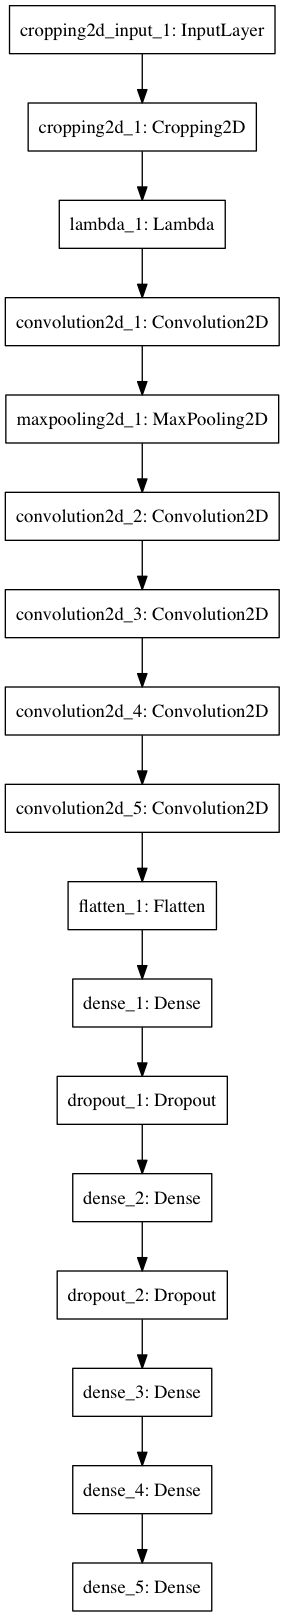 cropping2d_input_1: InputLayer
cropping2d_1: Cropping2D
lambda_1: Lambda
convolution2d_1: Convolution2D
maxpooling2d_1: MaxPooling2D
convolution2d_2: Convolution2D
convolution2d_3: Convolution2D
convolution2d_4: Convolution2D
convolution2d_5: Convolution2D
flatten_1: Flatten
dense_1: Dense
dropout_1: Dropout
dense_2: Dense
dropout_2: Dropout
dense_3: Dense
dense_4: Dense
dense_5: Dense